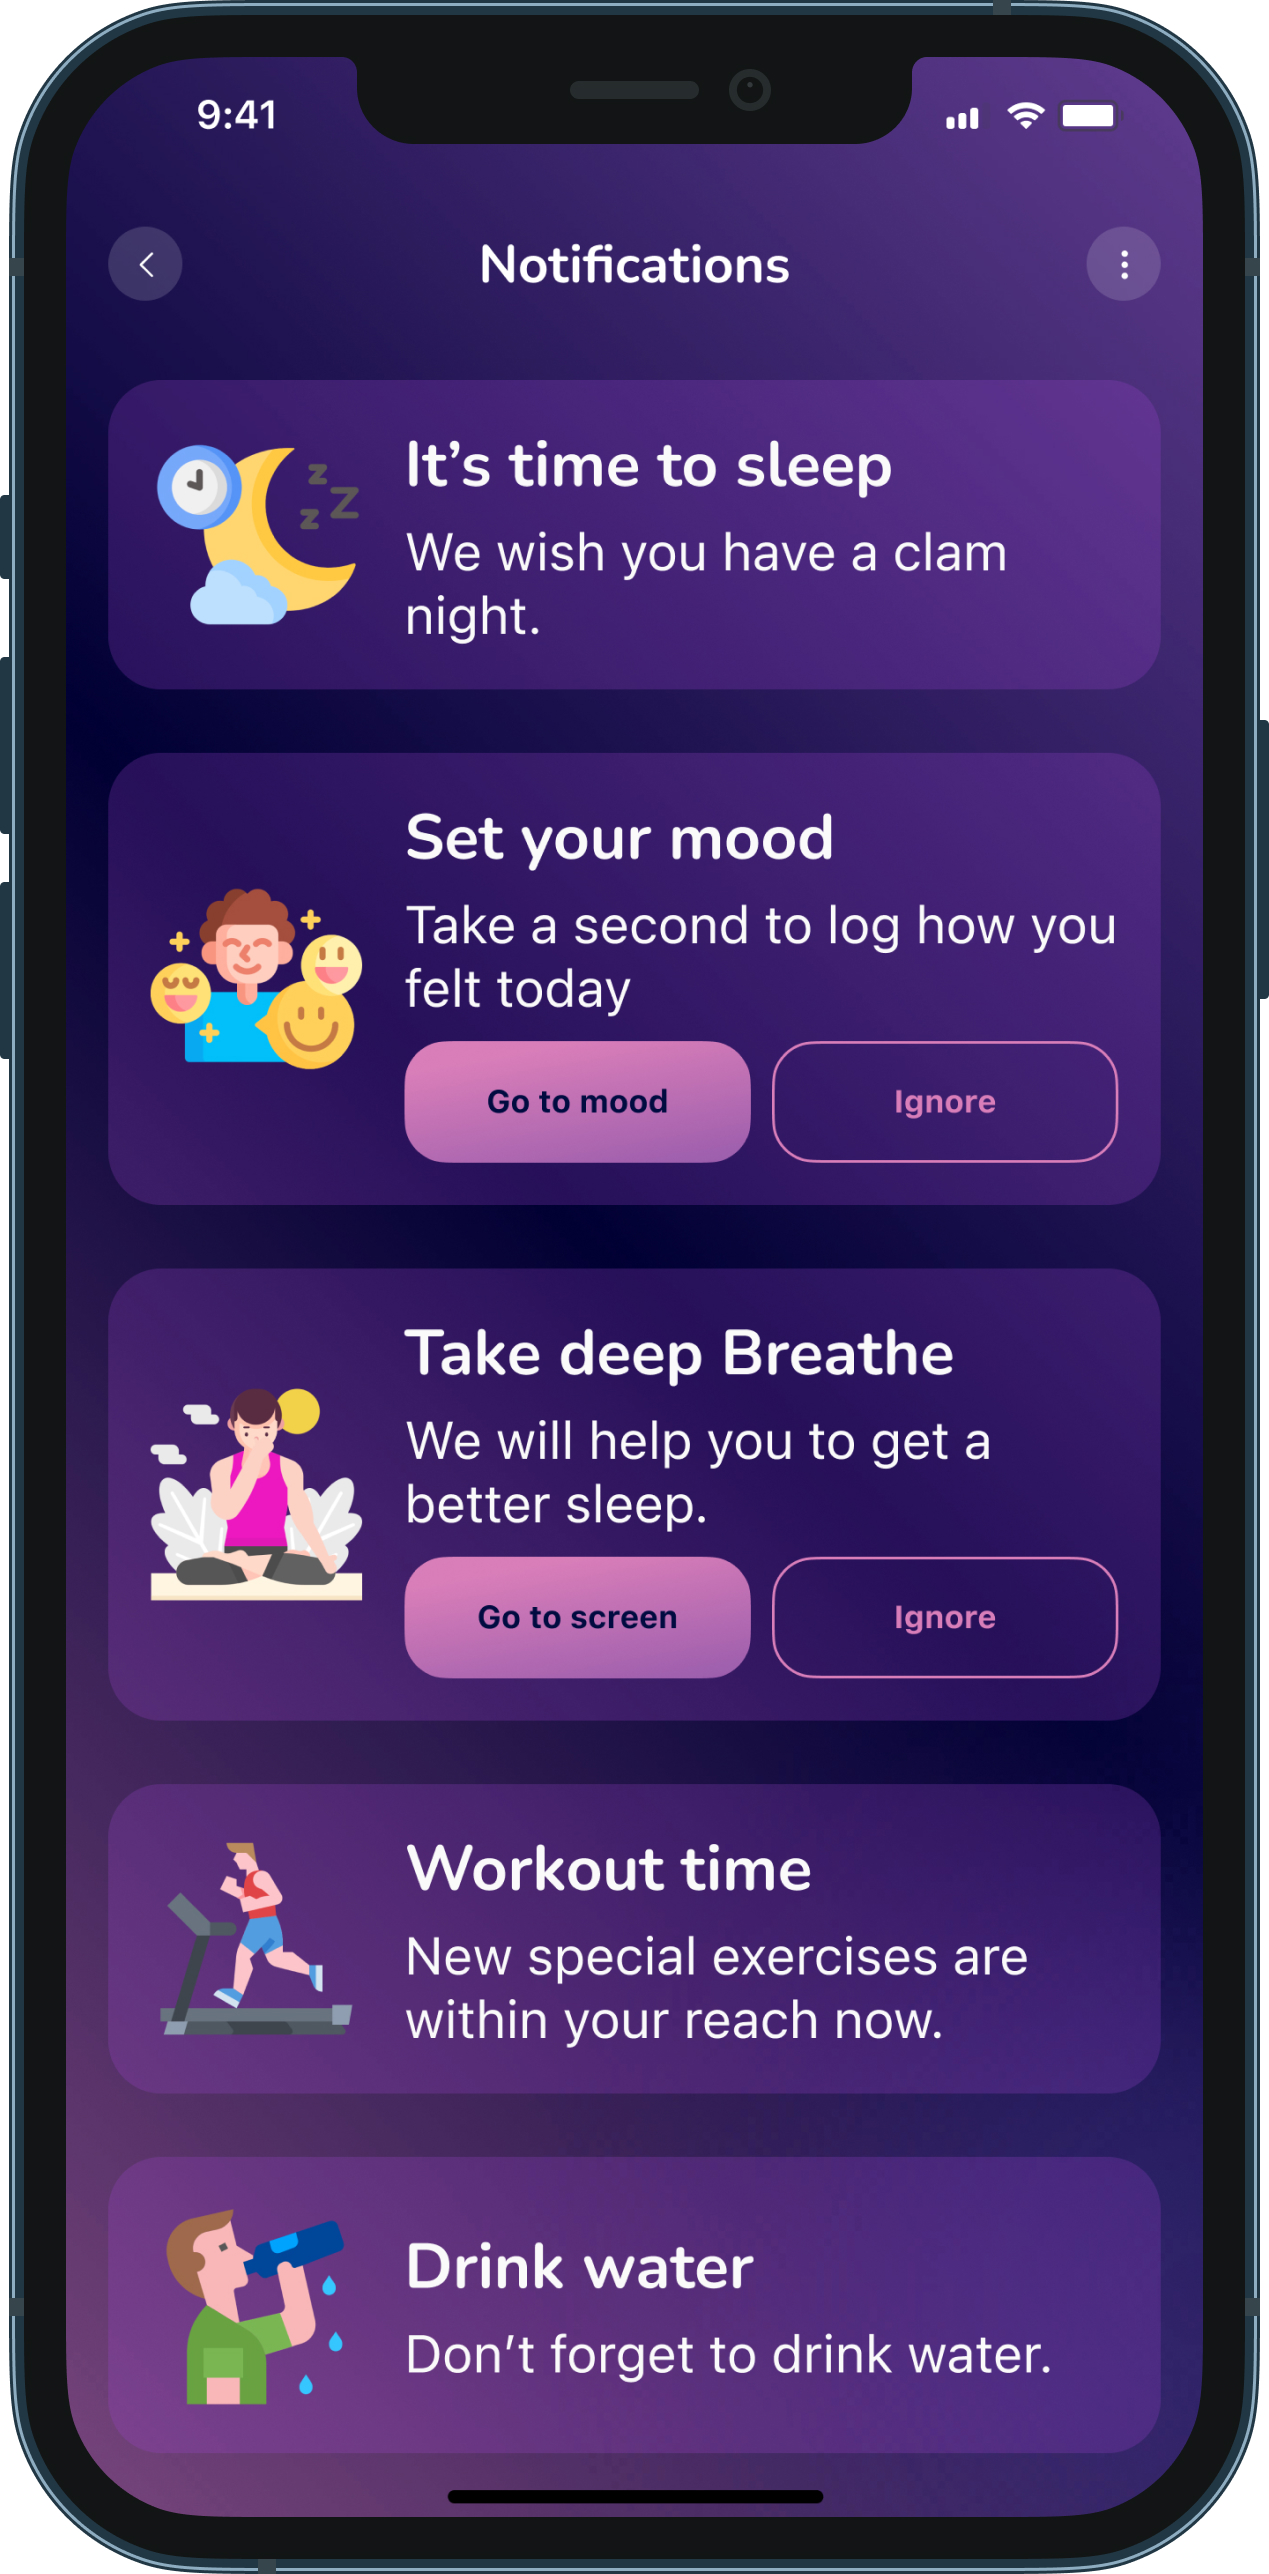 9:41
Notifications
It’s time to sleep
We wish you have a clam
night.
Set your mood
Take a second to log how you
felt today
Go to mood
Ignore
Take deep Breathe
We will help you to get a
better sleep.
Go to screen
Ignore
Workout time
New special exercises are
within your reach now.
Drink water
Don’t forget to drink water.